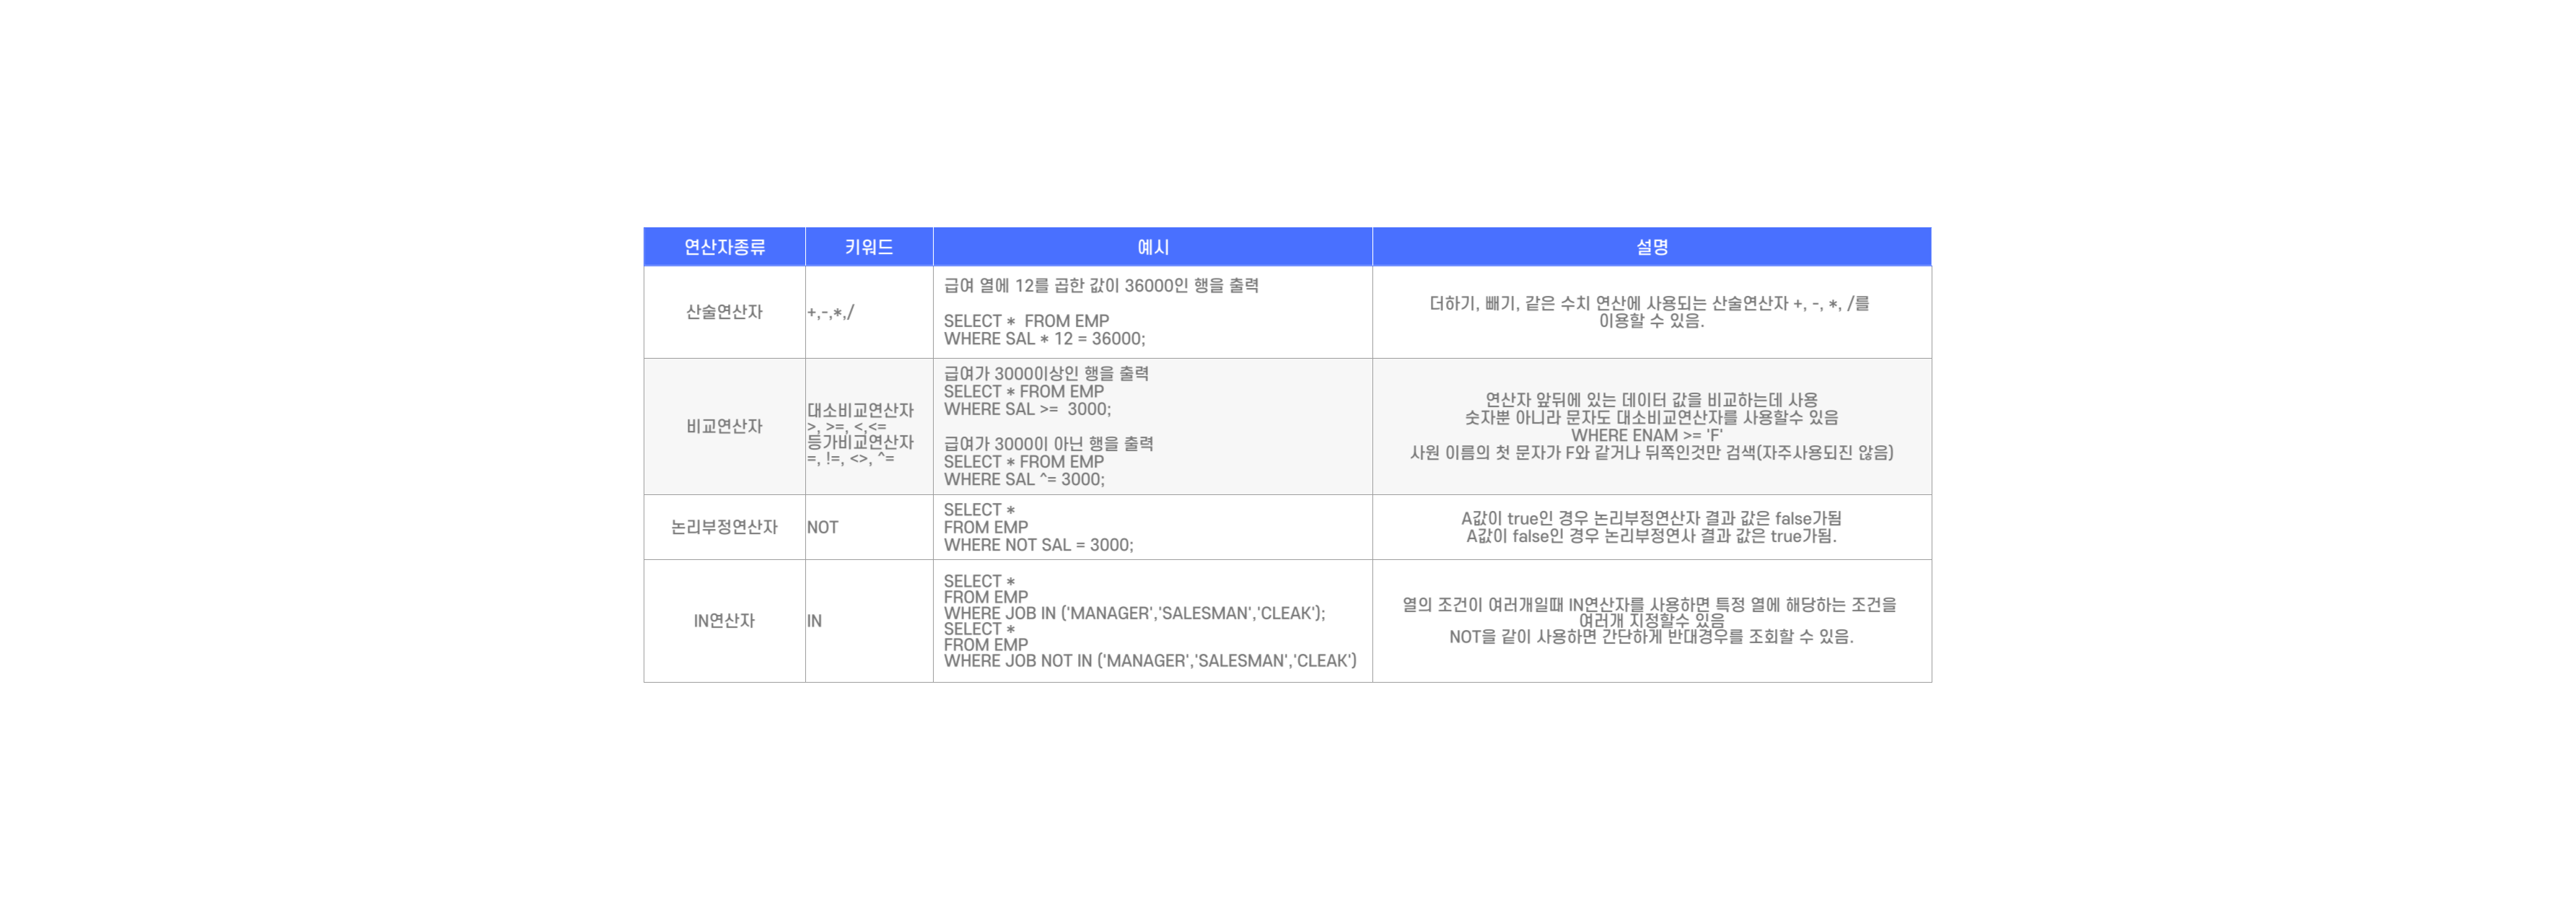 연산자종류 키워드 예시 설명
산술연산자
+,-,*,/
급여 열에 12를 곱한 값이 36000인 행을 출력
SELECT * FROM EMP
WHERE SAL * 12 = 36000;
더하기, 빼기, 같은 수치 연산에 사용되는 산술연산자 +, -, *, /를
이용할 수 있음.
비교연산자
대소비교연산자
>, >=, <,<=
등가비교연산자
=, !=, <>, ^=
급여가 3000이상인 행을 출력
SELECT * FROM EMP
WHERE SAL >= 3000;
급여가 3000이 아닌 행을 출력
SELECT * FROM EMP
WHERE SAL ^= 3000;
연산자 앞뒤에 있는 데이터 값을 비교하는데 사용
숫자뿐 아니라 문자도 대소비교연산자를 사용할수 있음
WHERE ENAM >= 'F'
사원 이름의 첫 문자가 F와 같거나 뒤쪽인것만 검색(자주사용되진 않음)
논리부정연산자
NOT
SELECT *
FROM EMP
WHERE NOT SAL = 3000;
A값이 true인 경우 논리부정연산자 결과 값은 false가됨
A값이 false인 경우 논리부정연사 결과 값은 true가됨.
IN연산자
IN
SELECT *
FROM EMP
WHERE JOB IN ('MANAGER','SALESMAN','CLEAK');
SELECT *
FROM EMP
WHERE JOB NOT IN ('MANAGER','SALESMAN','CLEAK')
열의 조건이 여러개일때 IN연산자를 사용하면 특정 열에 해당하는 조건을
여러개 지정할수 있음
NOT을 같이 사용하면 간단하게 반대경우를 조회할 수 있음.